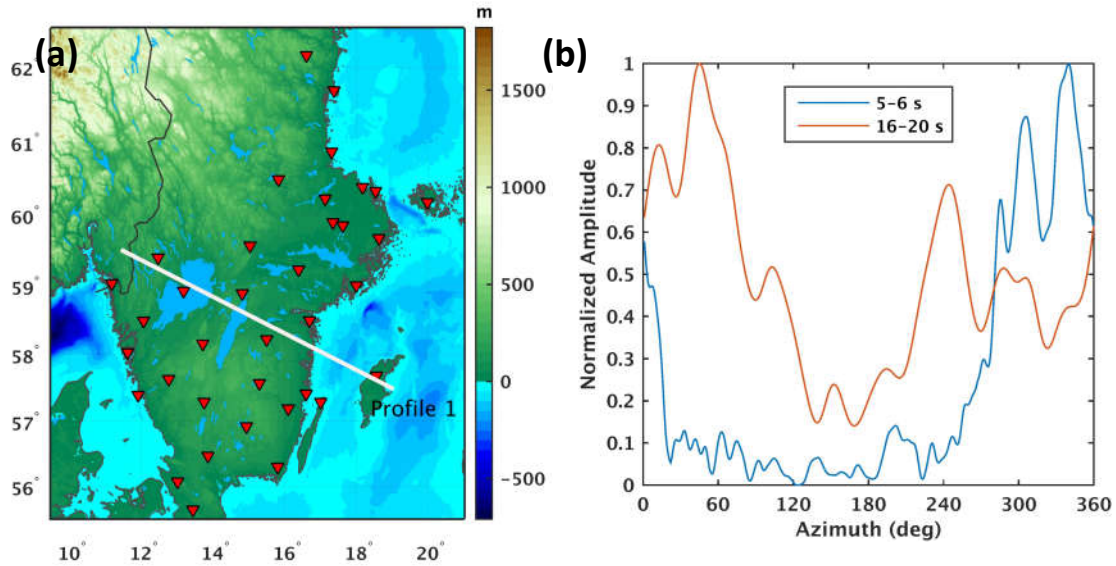 (a)
m
62°
61°
60°
59°
58°
57°
56°
10° 12° 14° 16° 18° 20°
1500
1000
500
0
−500
Profile 1
(b)
Normalized Amplitude
1
0.9
0.8
0.7
0.6
0.5
0.4
0.3
0.2
0.1
0
0 60 120 180 240 300 360
Azimuth (deg)
5−6 s
16−20 s